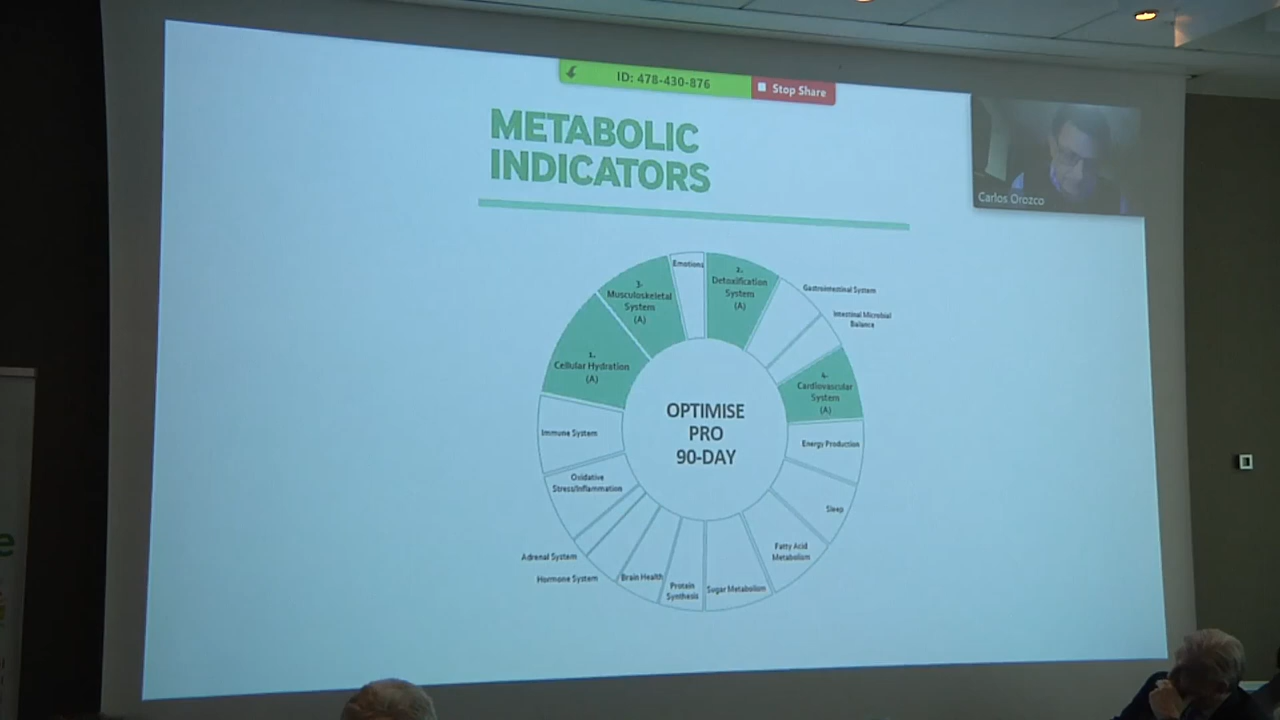 ID: 478-430-876
Stop Share
METABOLIC
INDICATORS
Carlos Orozco
Emotions
2.
Detoxification
System
(A)
Gastrointestinal System
Intestinal Microbial
Balance
3.
Musculoskeletal
System
(A)
1.
Cellular Hydration
(A)
4.
Cardiovascular
System
(A)
OPTIMISE
PRO
90-DAY
Immune System
Energy Production
Oxidative
Stress/Inflammation
Sleep
Adrenal System
Hormone System
Brain Health
Protein
Synthesis
Sugar Metabolism
Fatty Acid
Metabolism
e